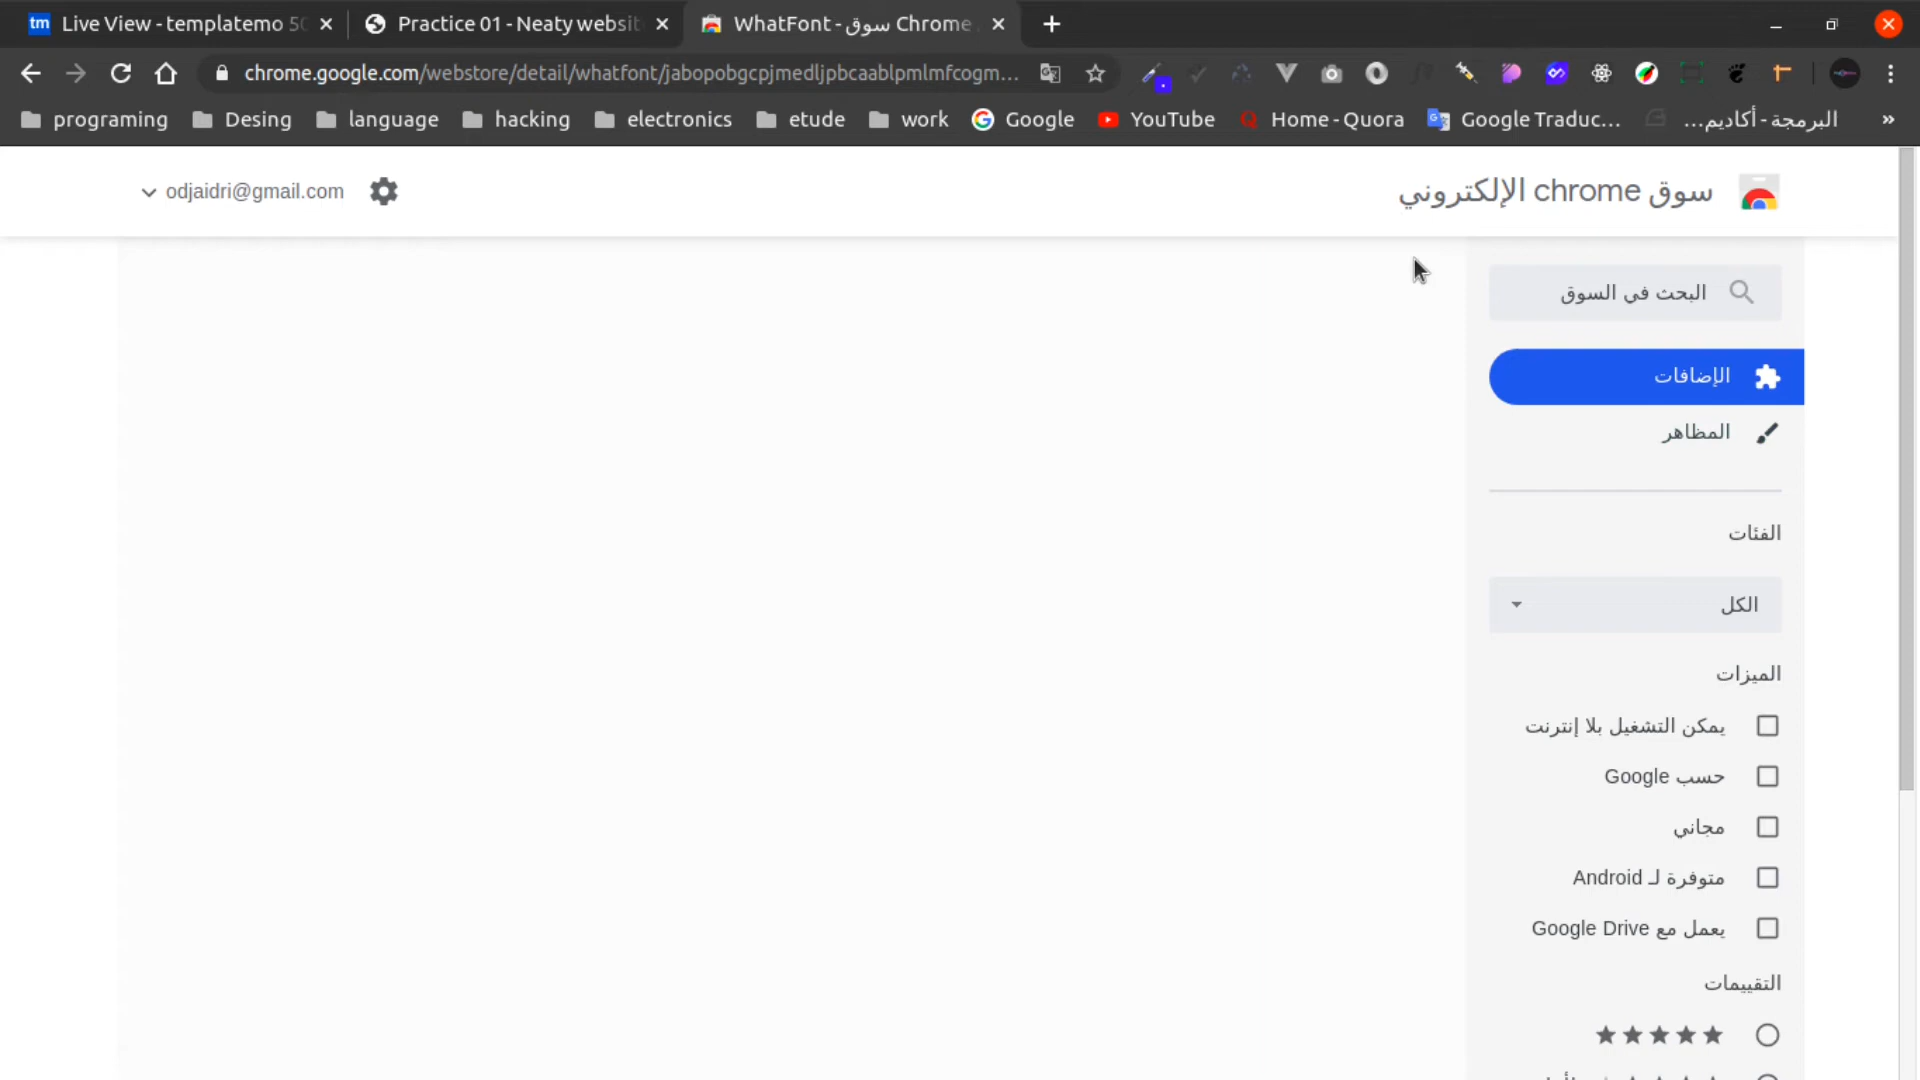 Live View - templatemo 50
Practice 01 - Neaty websit
WhatFont - سوق Chrome
chrome.google.com/webstore/detail/whatfont/jabopobgcpjmedljpbcaablpmlmfcogm...
programing
Desing
language
hacking
electronics
etude
work
Google
YouTube
Home - Quora
Google Traduc...
البرمجة - أكاديم...
odjaidri@gmail.com
سوق chrome الإلكتروني
البحث في السوق
الإضافات
المظاهر
الفئات
الكل
الميزات
يمكن التشغيل بلا إنترنت
حسب Google
مجاني
متوفرة لـ Android
يعمل مع Google Drive
التقييمات